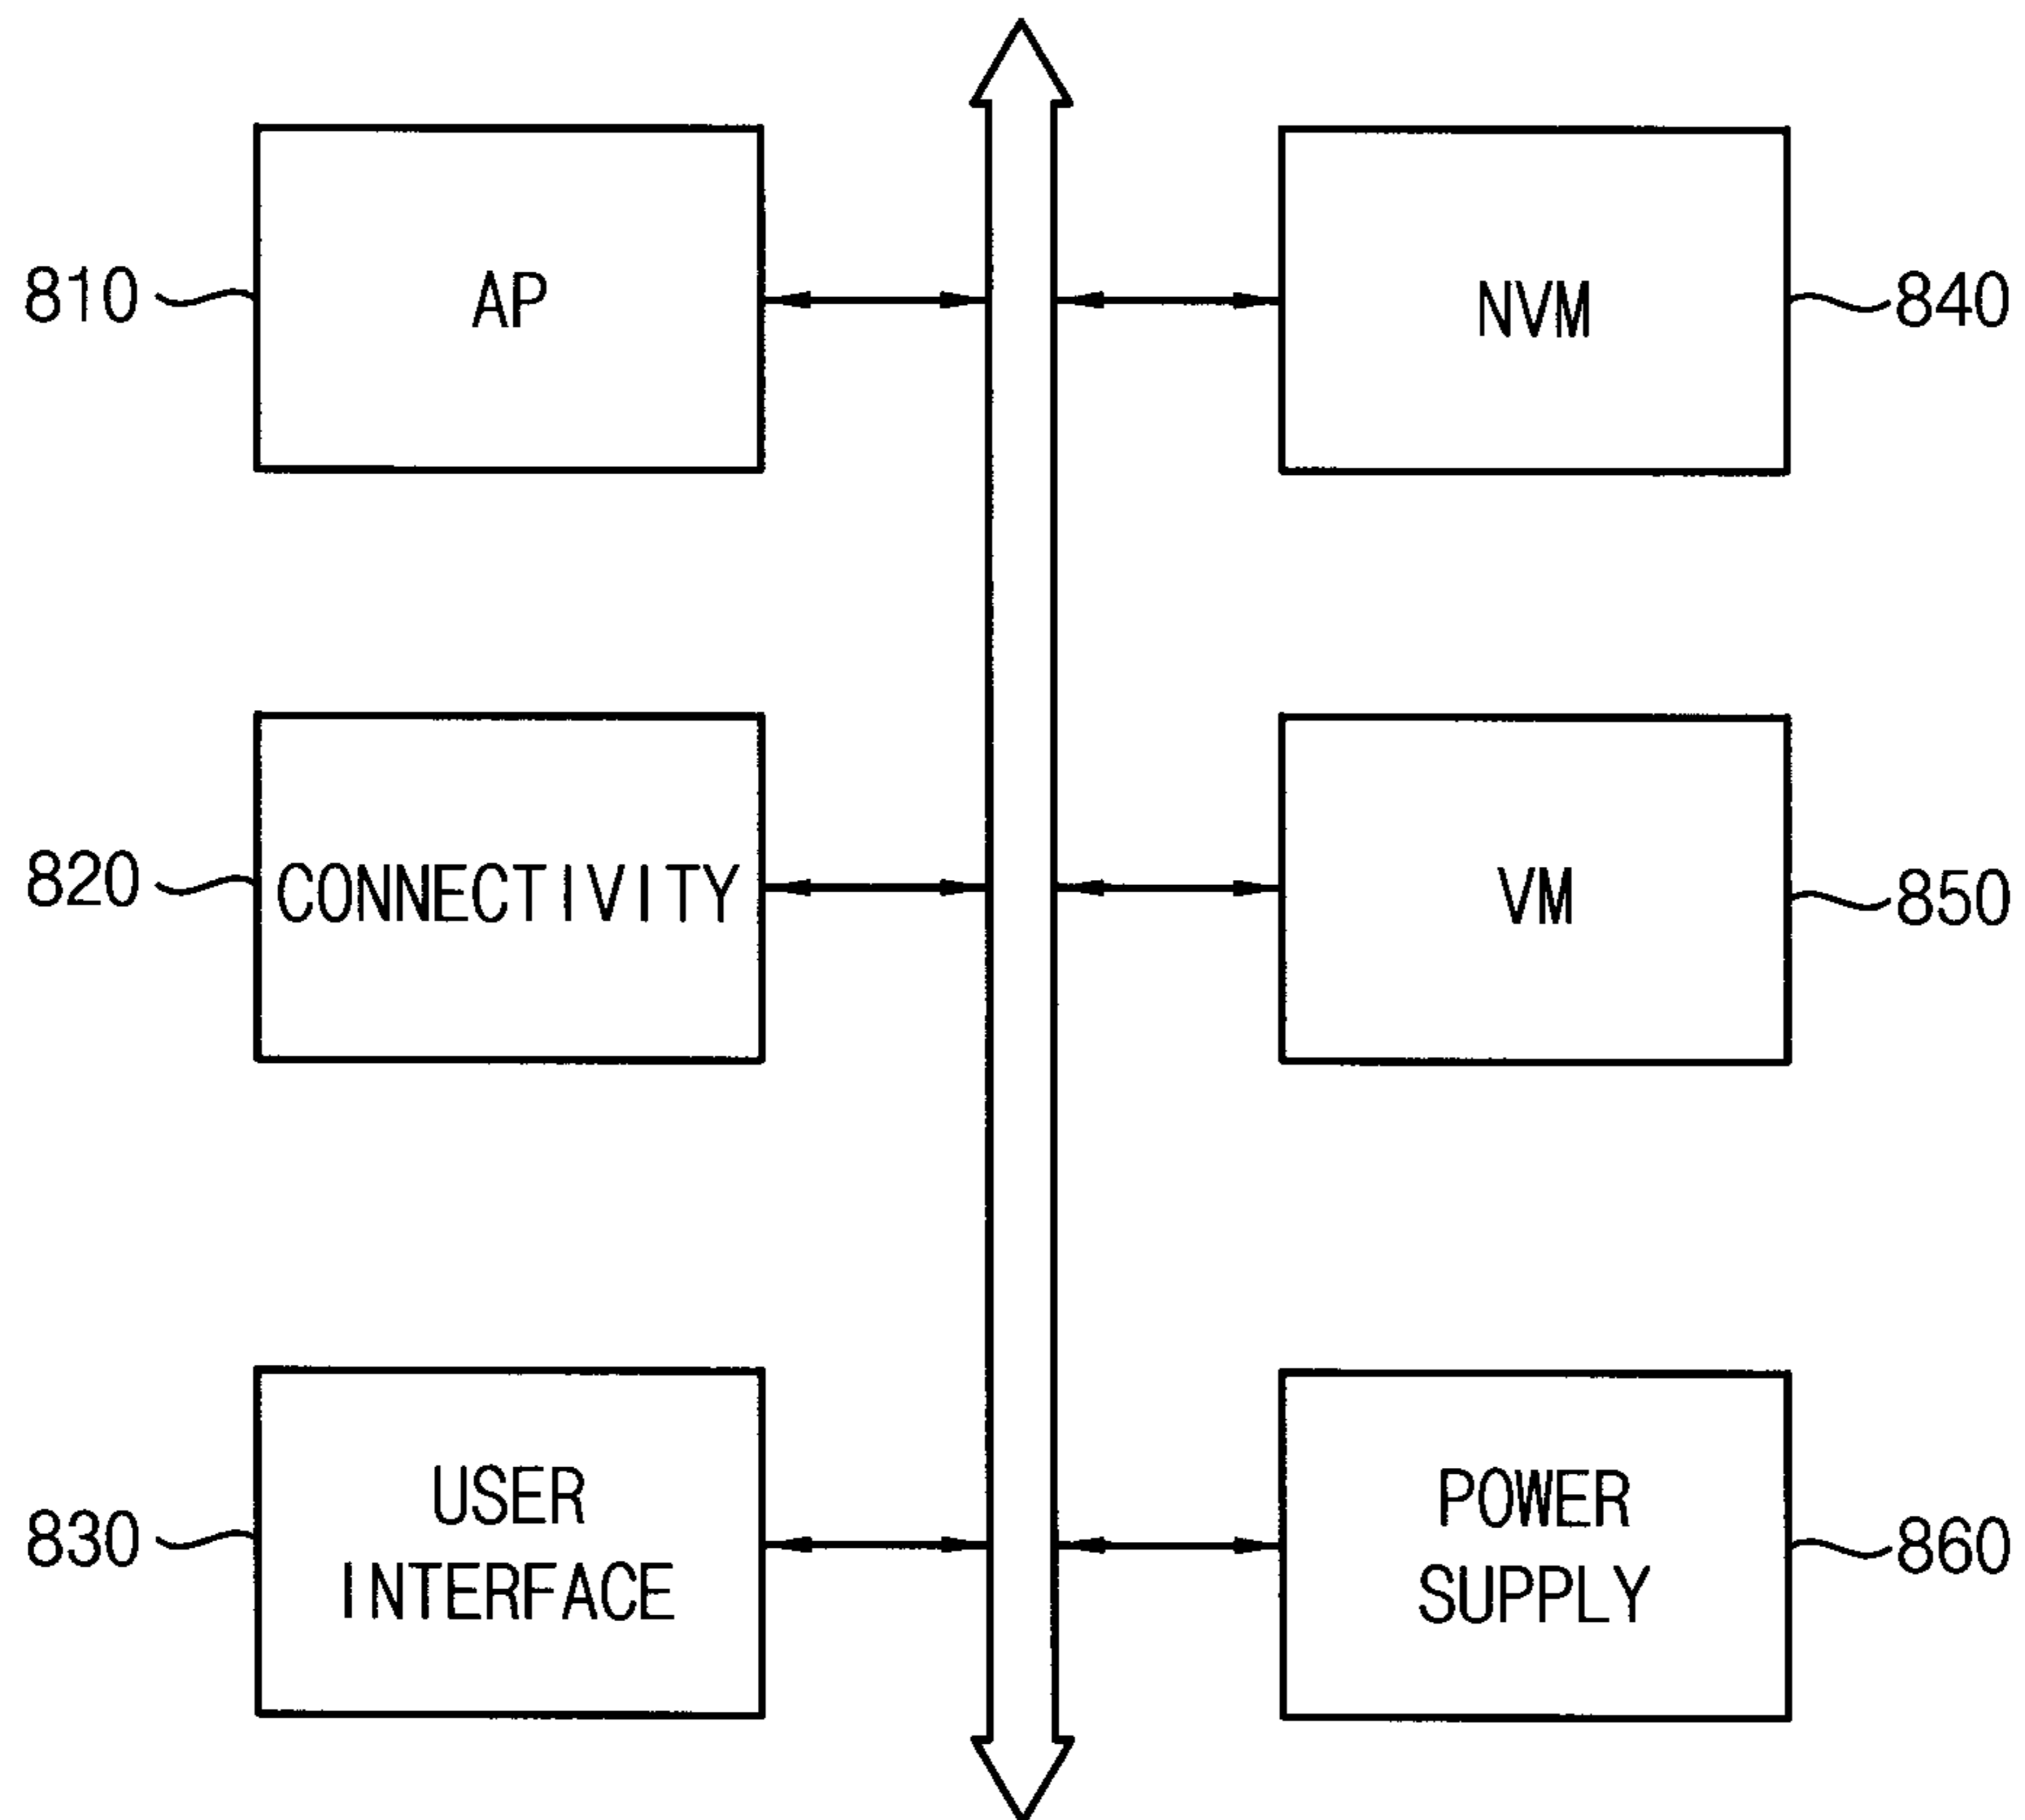 810
AP
NVM
840
820
CONNECTIVITY
VM
850
830
USER
INTERFACE
POWER
SUPPLY
860